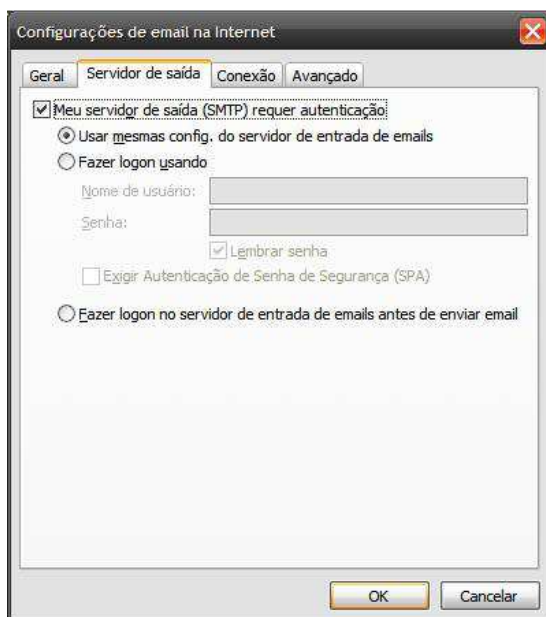 Configurações de email na Internet
Geral Servidor de saída Conexão Avançado
Meu servidor de saída (SMTP) requer autenticação
Usar mesmas config. do servidor de entrada de emails
Fazer logon usando
Nome de usuário:
Senha:
Lembrar senha
Exigir Autenticação de Senha de Segurança (SPA)
Fazer logon no servidor de entrada de emails antes de enviar email
OK Cancelar